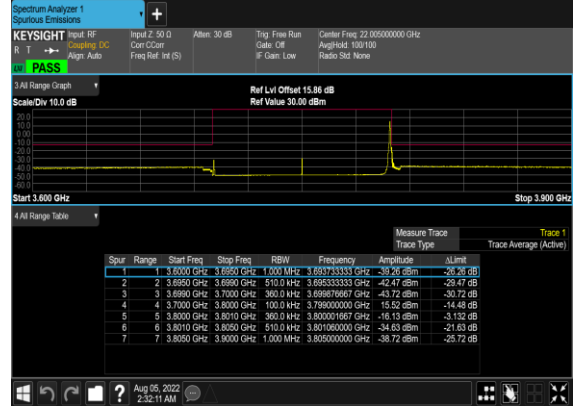 Spectrum Analyzer 1
Spurious Emissions
KEYSIGHT Input: RF Input Z: 50 Ω Atten: 30 dB Trig: Free Run Center Freq: 22.005000000 GHz
R T Coupling: DC Corr CCorr Gate: Off Avg|Hold: 100/100
Align: Auto Freq Ref: Int (S) IF Gain: Low Radio Std: None
PASS
3 All Range Graph Ref Lvl Offset 15.86 dB
Scale/Div 10.0 dB Ref Value 30.00 dBm
20.0
10.0
0.00
-10.0
-20.0
-30.0
-40.0
-50.0
-60.0
Start 3.600 GHz Stop 3.900 GHz
4 All Range Table
Measure Trace Trace 1
Trace Type Trace Average (Active)
Spur Range Start Freq Stop Freq RBW Frequency Amplitude ΔLimit
1 1 3.6000 GHz 3.6950 GHz 1.000 MHz 3.693733333 GHz -39.26 dBm -26.26 dB
2 2 3.6950 GHz 3.6990 GHz 510.0 kHz 3.695333333 GHz -42.47 dBm -29.47 dB
3 3 3.6990 GHz 3.7000 GHz 360.0 kHz 3.699876667 GHz -43.72 dBm -30.72 dB
4 4 3.7000 GHz 3.8000 GHz 100.0 kHz 3.799000000 GHz 15.52 dBm -14.48 dB
5 5 3.8000 GHz 3.8010 GHz 360.0 kHz 3.800001667 GHz -16.13 dBm -3.132 dB
6 6 3.8010 GHz 3.8050 GHz 510.0 kHz 3.801060000 GHz -34.63 dBm -21.63 dB
7 7 3.8050 GHz 3.9000 GHz 1.000 MHz 3.805000000 GHz -38.72 dBm -25.72 dB
? Aug 05, 2022
2:32:11 AM